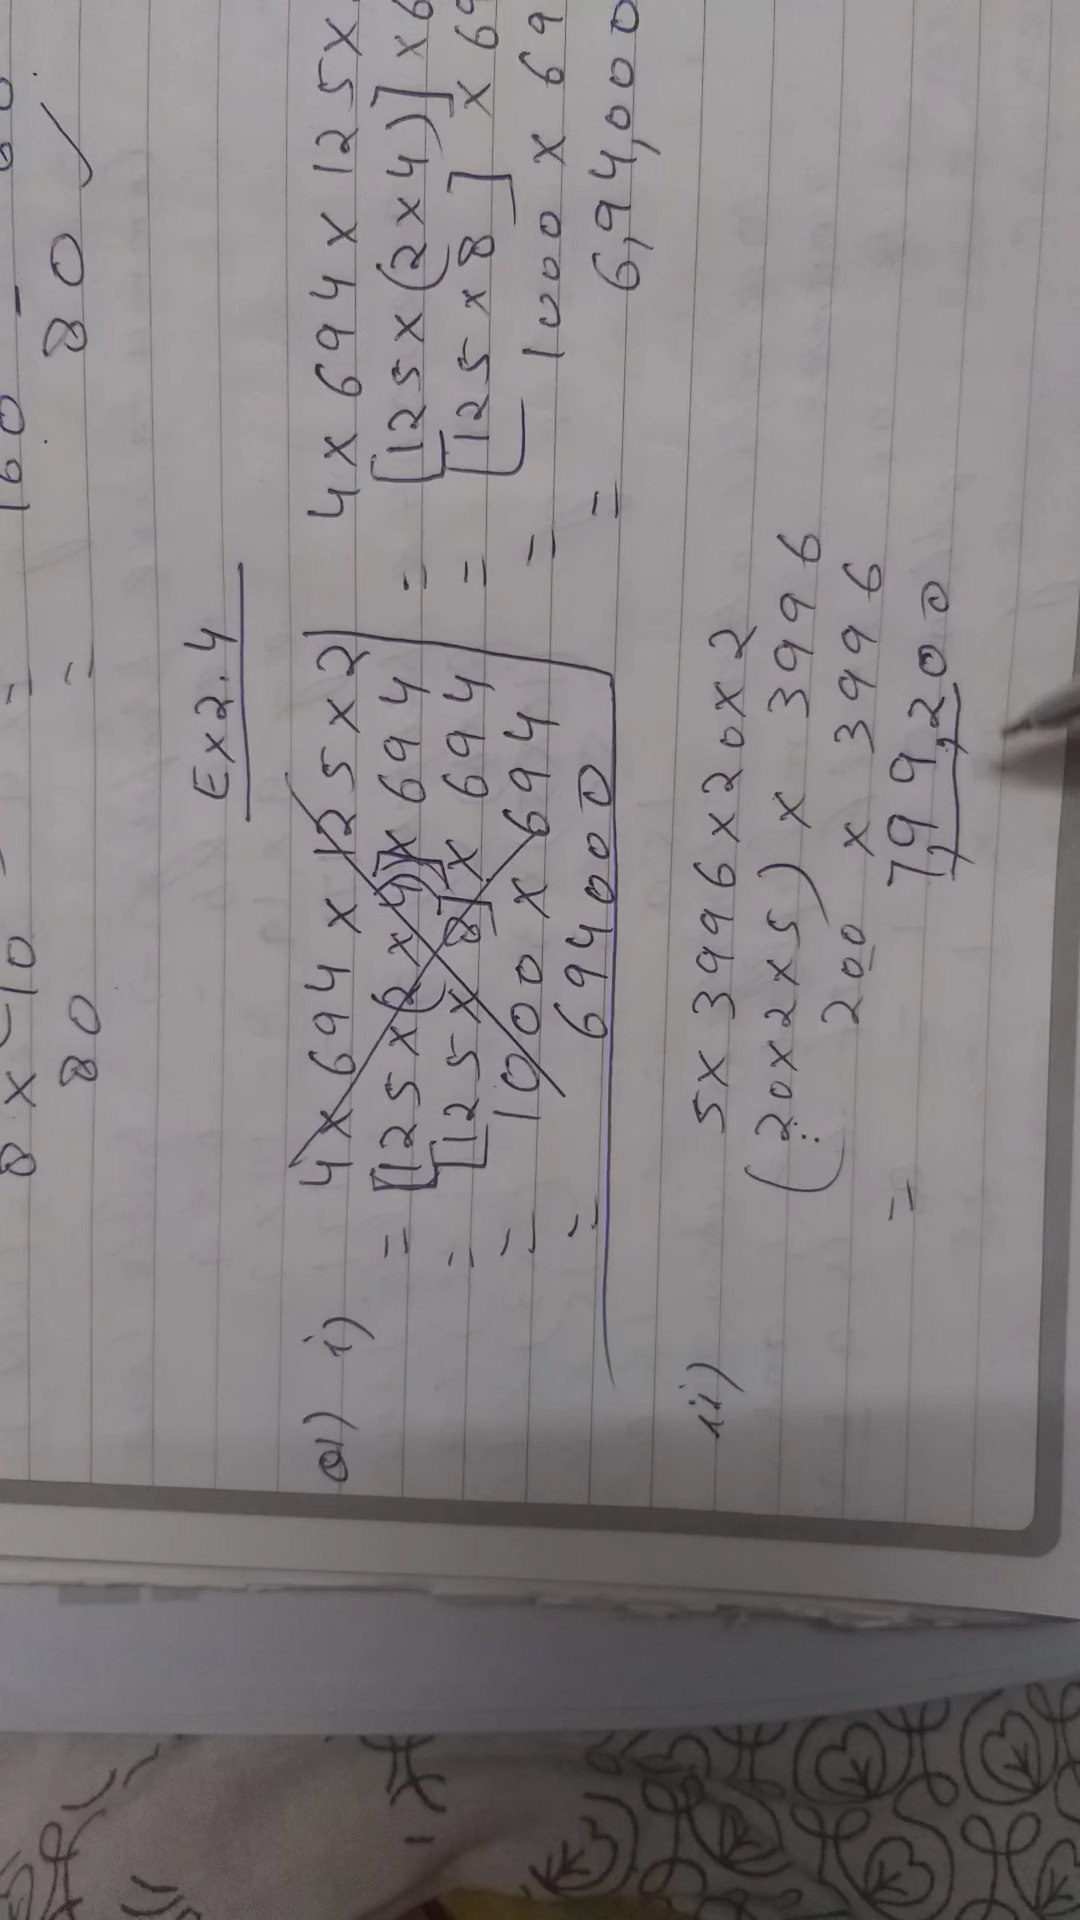 8 x (-10
160
80
=
80
Ex 2.4
Q1) i) 4 x 694 x 125 x 2
= [125 x (2 x 4)] x 694
= [125 x 8] x 694
= 100 x 694
= 69400
4 x 694 x 125 x
= [125 x (2 x 4)] x 6
= [125 x 8] x 69
= 1000 x 69
= 6,94,000
ii) 5 x 3996 x 20 x 2
(20 x 2 x 5) x 3996
200 x 3996
= 7,99,200